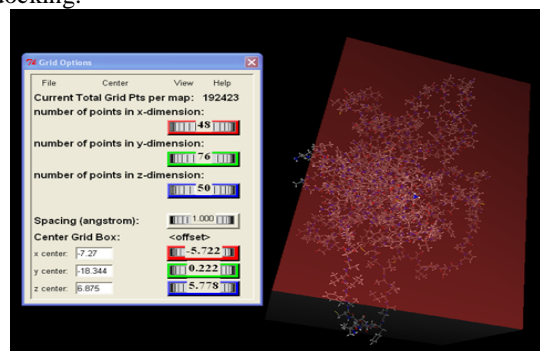 docking.
Grid Options
File Center View Help
Current Total Grid Pts per map: 192423
number of points in x-dimension:
48
number of points in y-dimension:
76
number of points in z-dimension:
50
Spacing (angstrom): 1.000
Center Grid Box: <offset>
x center: -7.27 -5.722
y center: -18.344 0.222
z center: 6.875 5.778